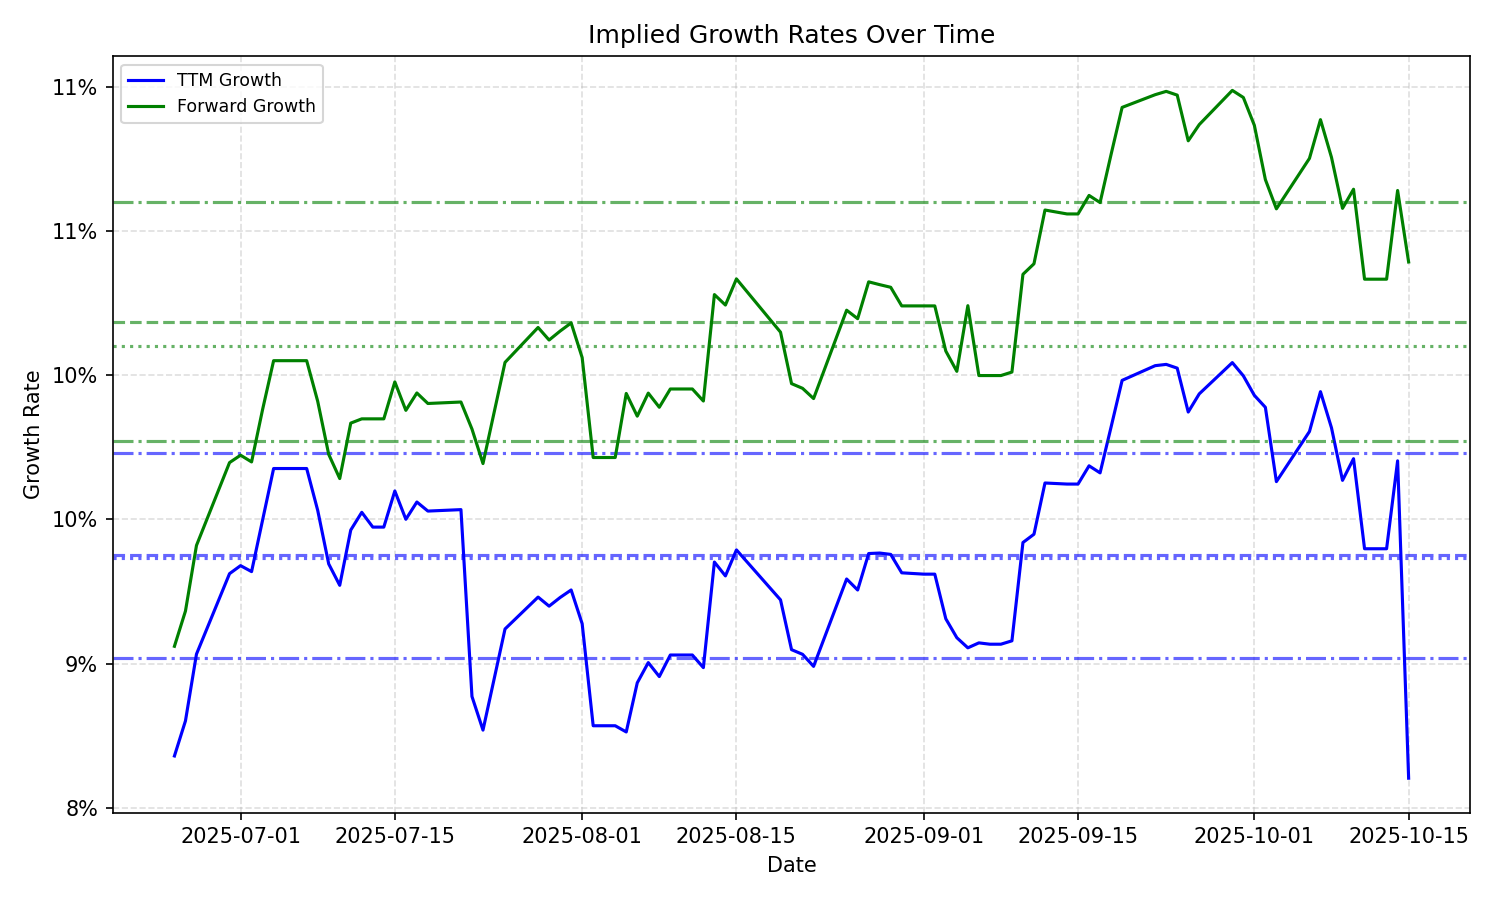 Implied Growth Rates Over Time
TTM Growth
Forward Growth
11%
11%
10%
10%
9%
8%
Growth Rate
2025-07-01
2025-07-15
2025-08-01
2025-08-15
2025-09-01
2025-09-15
2025-10-01
2025-10-15
Date